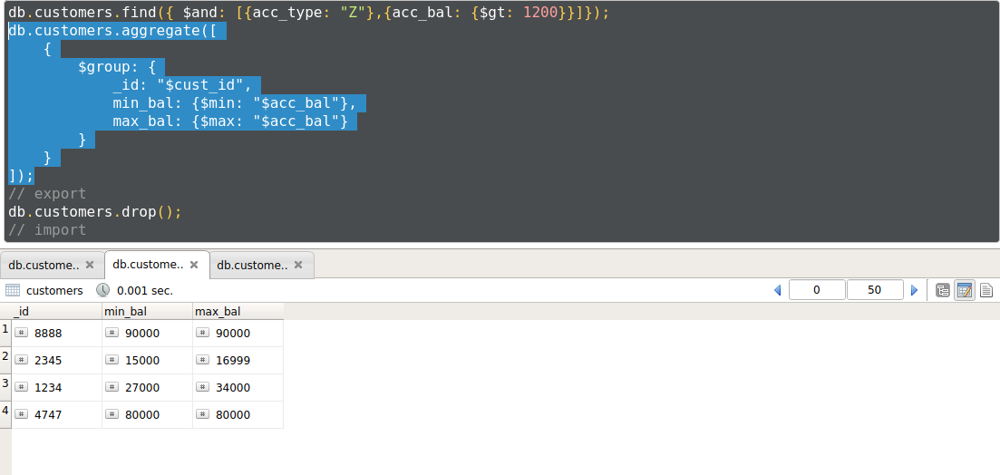 db.customers.find({ $and: [{acc_type: "Z"},{acc_bal: {$gt: 1200}}]});
db.customers.aggregate([
    {
        $group: {
            _id: "$cust_id",
            min_bal: {$min: "$acc_bal"},
            max_bal: {$max: "$acc_bal"}
        }
    }
]);
// export
db.customers.drop();
// import
db.custome.. db.custome.. db.custome..
customers 0.001 sec. 0 50
_id min_bal max_bal
1 # 8888 # 90000 # 90000
2 # 2345 # 15000 # 16999
3 # 1234 # 27000 # 34000
4 # 4747 # 80000 # 80000